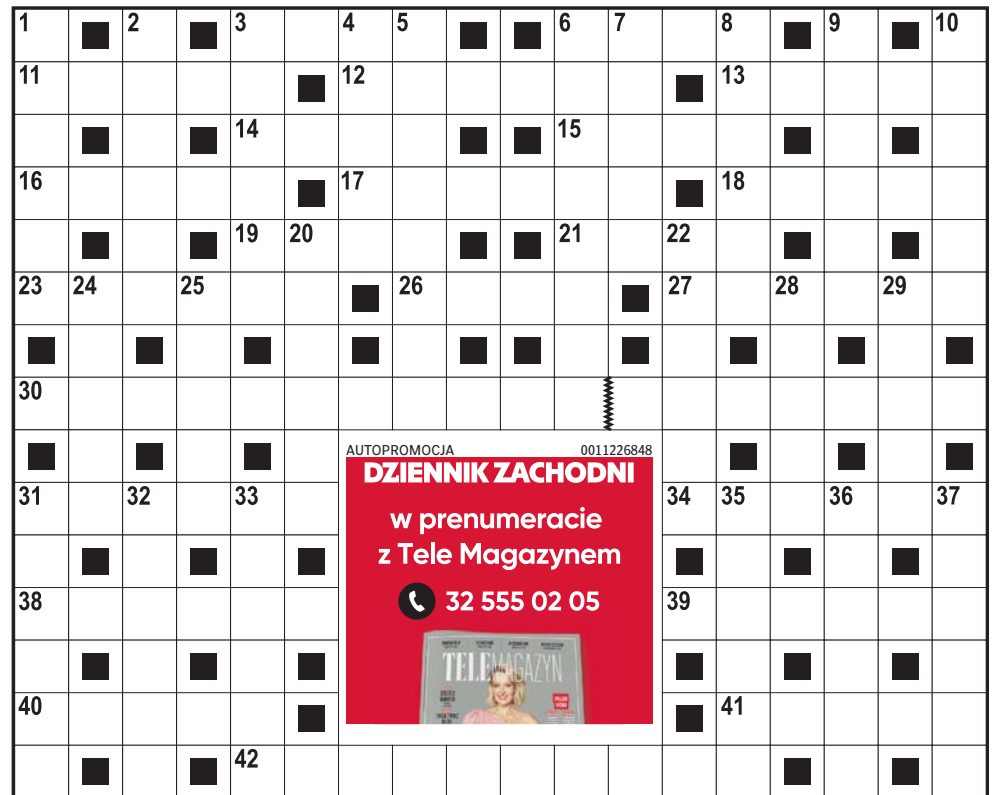 1 2 3 4 5 6 7 8 9 10
11 12 13
14 15
16 17 18
19 20 21 22
23 24 25 26 27 28 29
30
AUTOPROMOCJA 0011226848
DZIENNIK ZACHODNI
31 32 33 34 35 36 37
w prenumeracie
z Tele Magazynem
38 32 555 02 05 39
TELEMAGAZYN
40 41
42